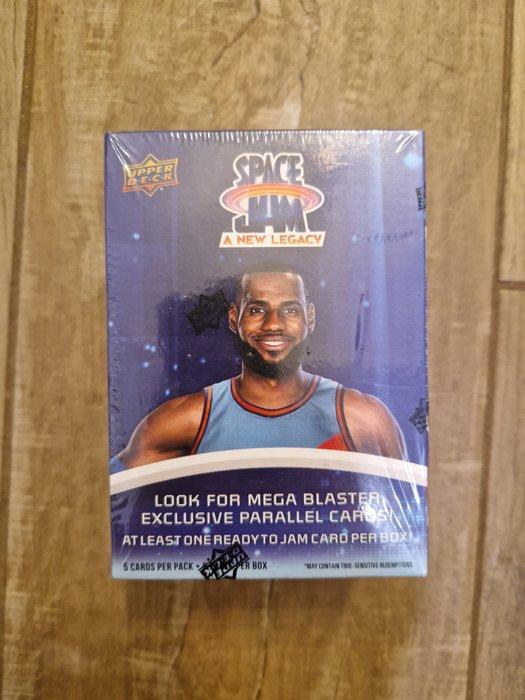 UPPER
D·E·C·K
SPACE
JAM
A NEW LEGACY
LOOK FOR MEGA BLASTER
EXCLUSIVE PARALLEL CARDS!
AT LEAST ONE READY TO JAM CARD PER BOX!
5 CARDS PER PACK • PER BOX
*MAY CONTAIN TIME-SENSITIVE REDEMPTIONS
UPPER
DECK